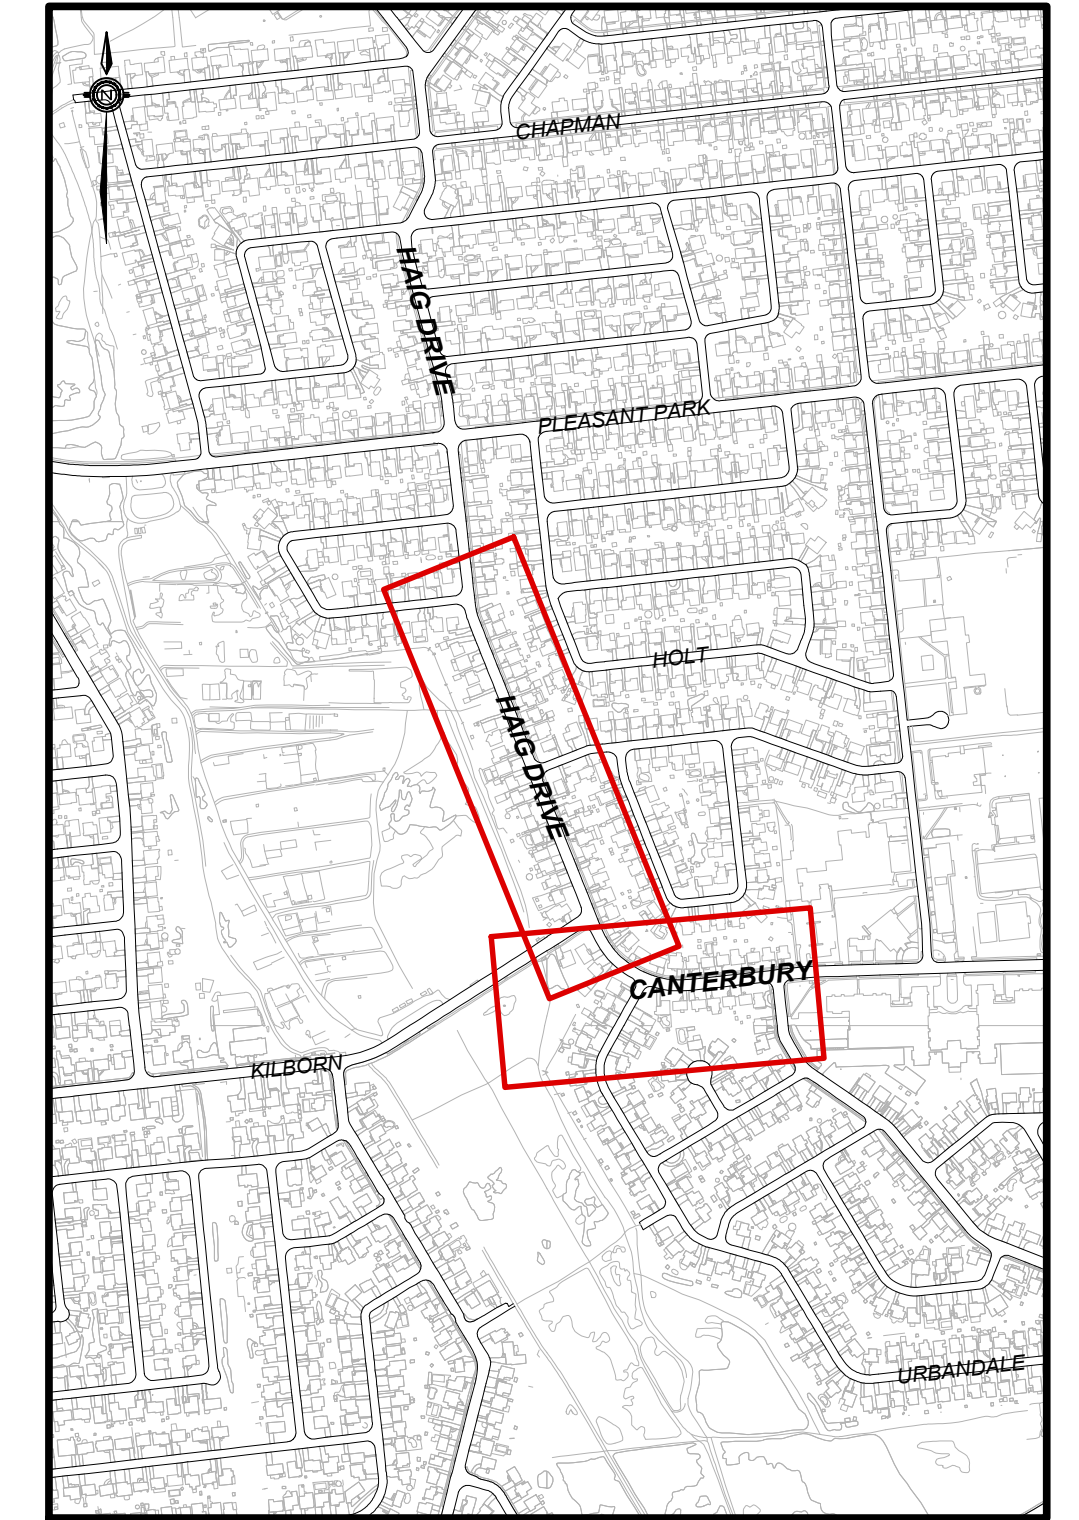 N
CHAPMAN
HAIG DRIVE
PLEASANT PARK
HOLT
HAIG DRIVE
CANTERBURY
KILBORN
URBANDALE